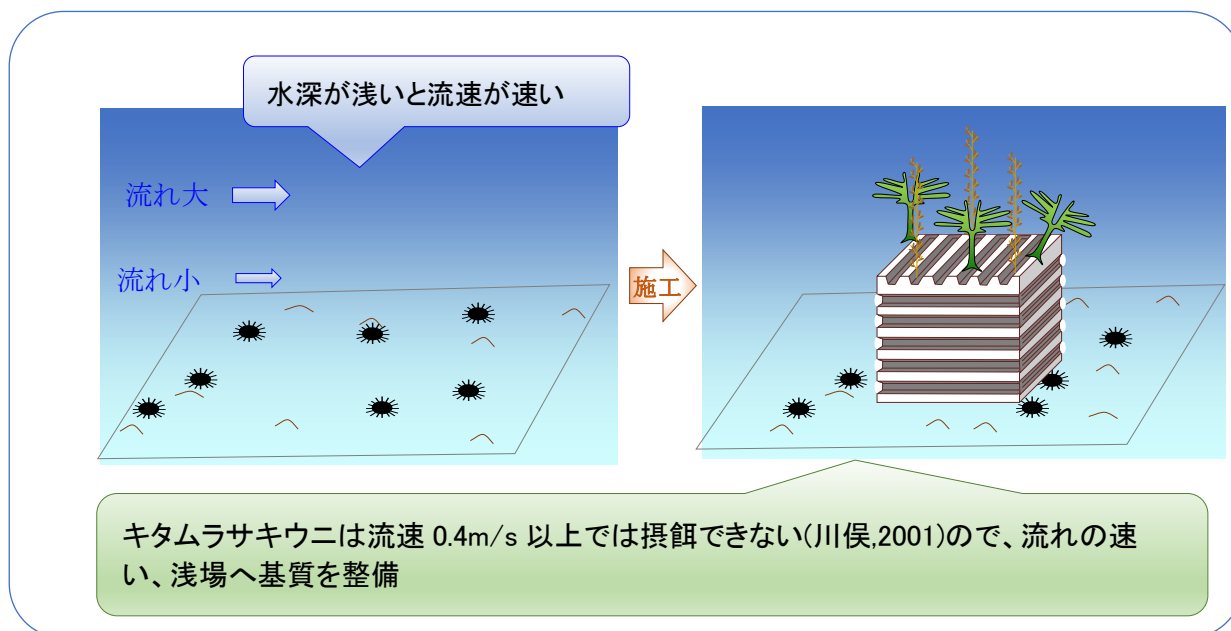 水深が浅いと流速が速い
流れ大
流れ小
施工
キタムラサキウニは流速 0.4m/s 以上では摂餌できない(川俣,2001)ので、流れの速
い、浅場へ基質を整備